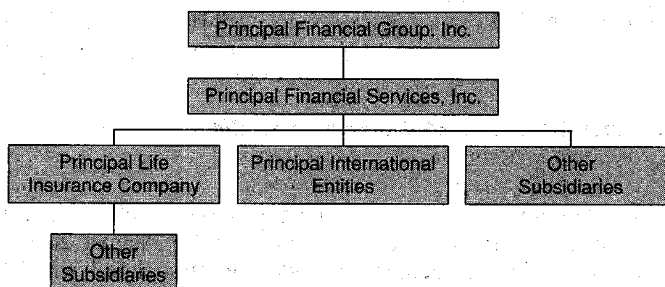 Principal Financial Group, Inc.
Principal Financial Services, Inc.
Principal Life
Insurance Company
Principal International
Entities
Other
Subsidiaries
Other
Subsidiaries